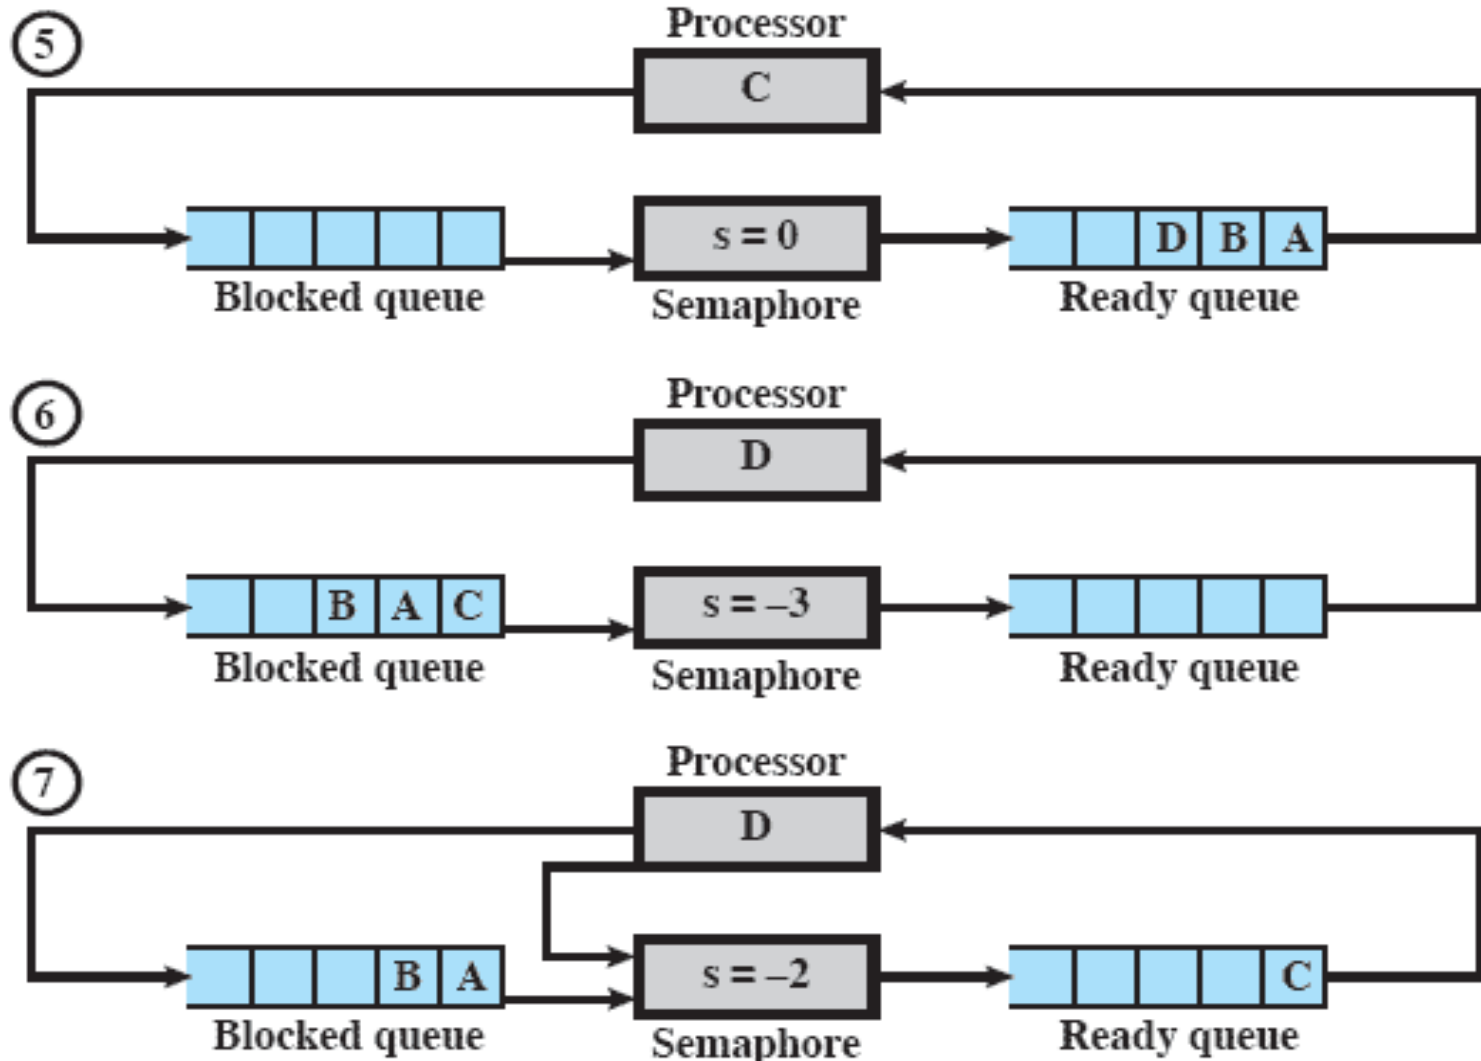 5
Processor
C
s = 0
D B A
Blocked queue
Semaphore
Ready queue
6
Processor
D
B A C
s = –3
Blocked queue
Semaphore
Ready queue
7
Processor
D
B A
s = –2
C
Blocked queue
Semaphore
Ready queue